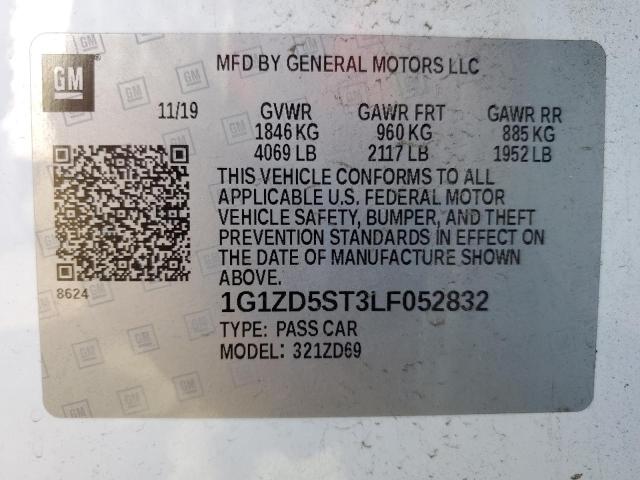 GM
MFD BY GENERAL MOTORS LLC
11/19 GVWR GAWR FRT GAWR RR
1846 KG 960 KG 885 KG
4069 LB 2117 LB 1952 LB
THIS VEHICLE CONFORMS TO ALL
APPLICABLE U.S. FEDERAL MOTOR
VEHICLE SAFETY, BUMPER, AND THEFT
PREVENTION STANDARDS IN EFFECT ON
THE DATE OF MANUFACTURE SHOWN
ABOVE.
8624
1G1ZD5ST3LF052832
TYPE: PASS CAR
MODEL: 321ZD69